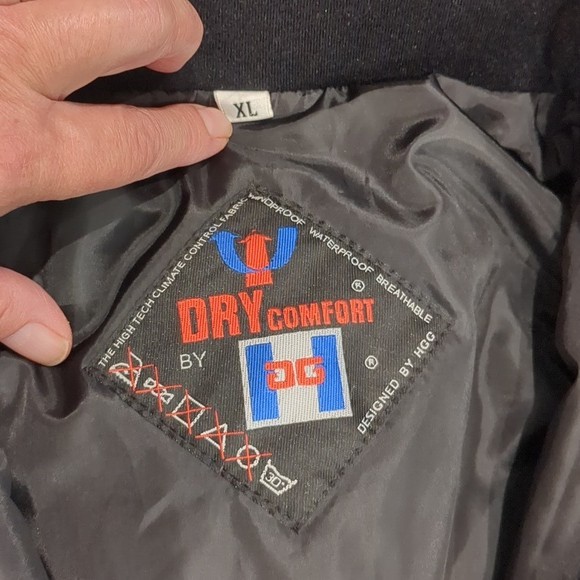 XL
THE HIGH TECH CLIMATE CONTROL FABRIC
WINDPROOF WATERPROOF BREATHABLE
DRY COMFORT ®
BY
HGG ®
DESIGNED BY HGG
30°